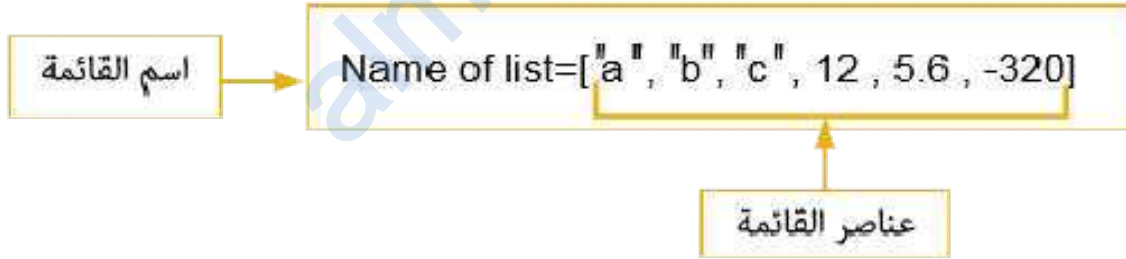 اسم القائمة
Name of list=["a", "b", "c", 12 , 5.6 , -320]
عناصر القائمة